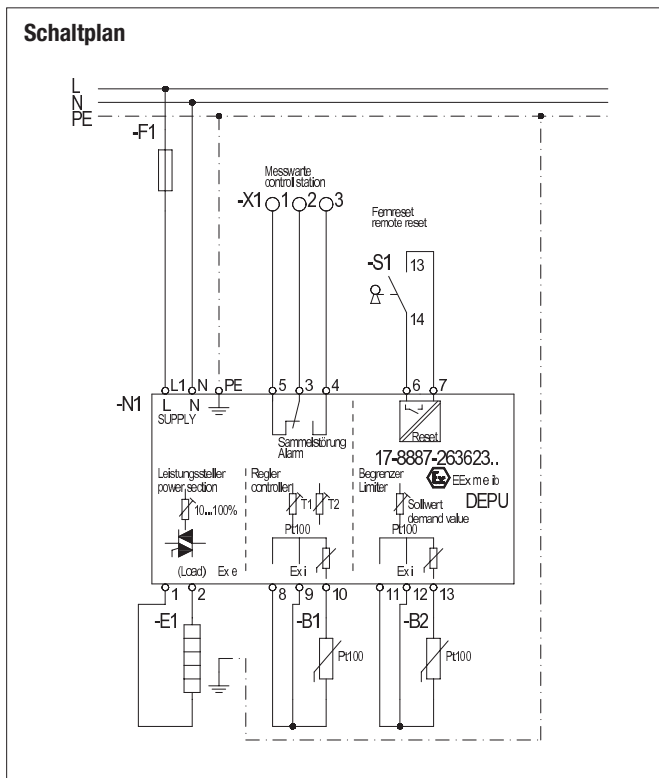 Schaltplan
L
N
PE
-F1
Messwarte
control station
-X1 1 2 3
Fernreset
remote reset
-S1 13
14
L1 N PE 5 3 4 6 7
-N1 L N
SUPPLY
Sammelstörung
Alarm
Reset
17-8887-263623..
Ex EEx m e ib
DEPU
Leistungssteller
power section
10...100%
Regler
controller
T1 T2
Pt100
Begrenzer
Limiter
Sollwert
demand value
Pt100
(Load) Ex e
Ex i
Ex i
1 2 8 9 10 11 12 13
-E1 -B1 -B2
Pt100 Pt100